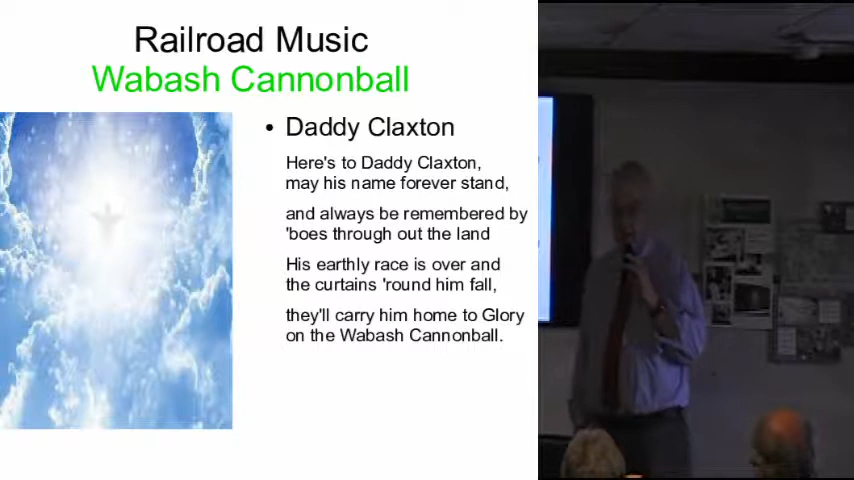 Railroad Music
Wabash Cannonball
• Daddy Claxton
Here's to Daddy Claxton,
may his name forever stand,
and always be remembered by
'boes through out the land
His earthly race is over and
the curtains 'round him fall,
they'll carry him home to Glory
on the Wabash Cannonball.